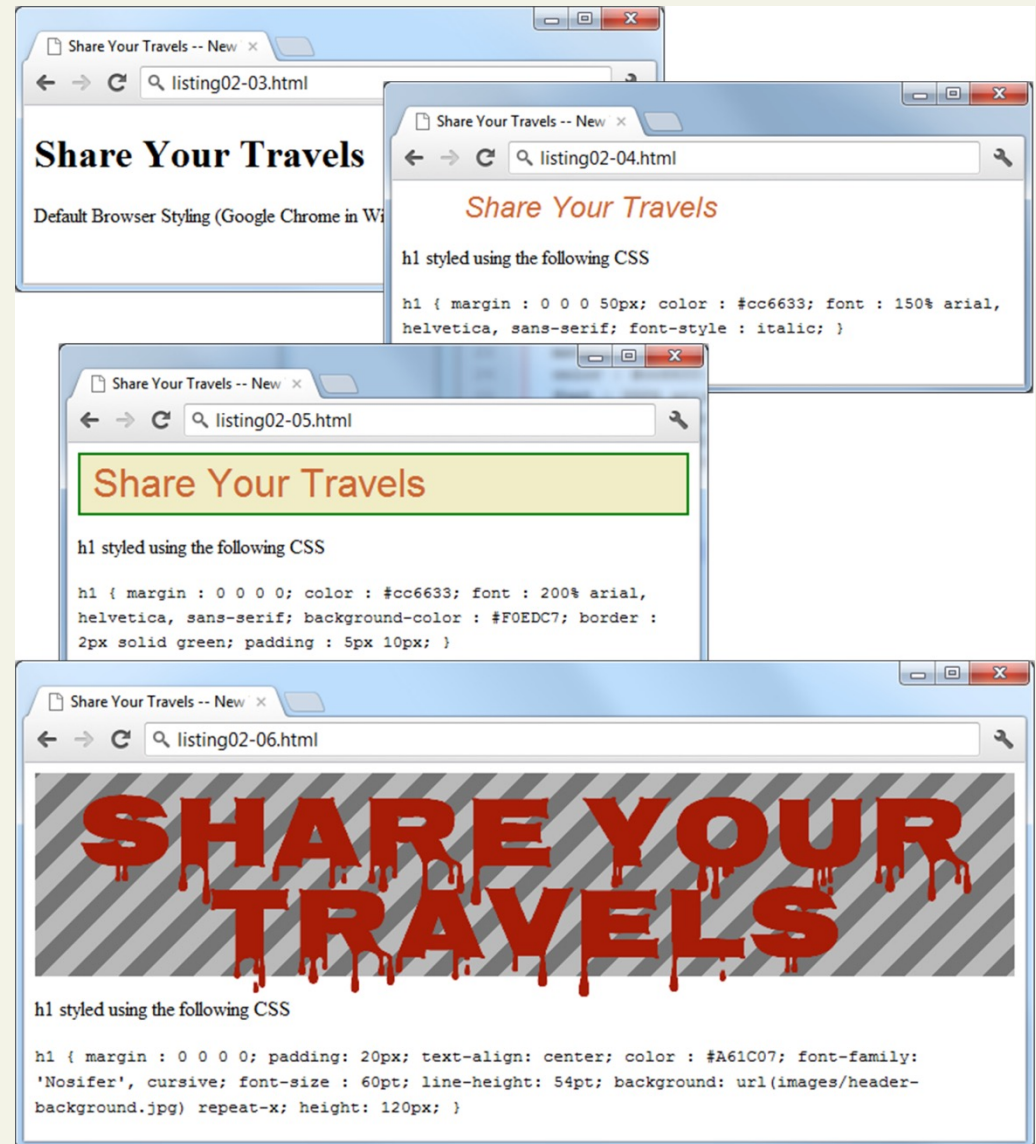 Share Your Travels -- New
listing02-03.html
Share Your Travels
Default Browser Styling (Google Chrome in
Share Your Travels -- New
listing02-04.html
Share Your Travels
h1 styled using the following CSS
h1 { margin : 0 0 0 50px; color : #cc6633; font : 150% arial,
helvetica, sans-serif; font-style : italic; }
Share Your Travels -- New
listing02-05.html
Share Your Travels
h1 styled using the following CSS
h1 { margin : 0 0 0 0; color : #cc6633; font : 200% arial,
helvetica, sans-serif; background-color : #F0EDC7; border :
2px solid green; padding : 5px 10px; }
Share Your Travels -- New
listing02-06.html
SHARE YOUR
TRAVELS
h1 styled using the following CSS
h1 { margin : 0 0 0 0; padding: 20px; text-align: center; color : #A61C07; font-family:
'Nosifer', cursive; font-size : 60pt; line-height: 54pt; background: url(images/header-
background.jpg) repeat-x; height: 120px; }